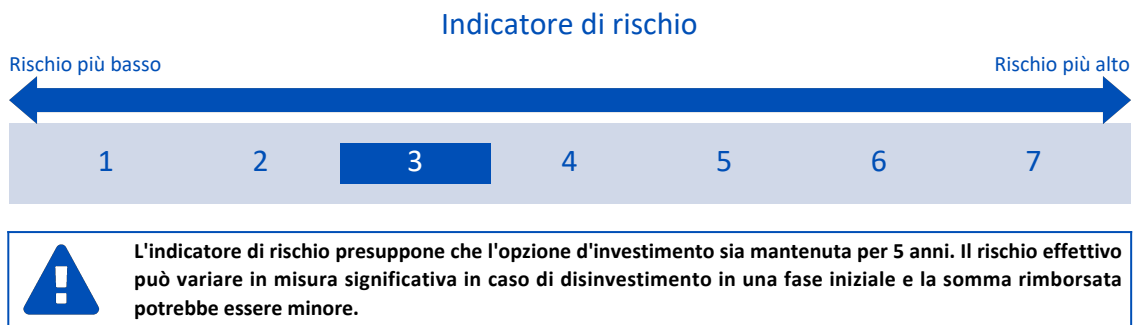 Indicatore di rischio
Rischio più basso Rischio più alto
1 2 3 4 5 6 7
L'indicatore di rischio presuppone che l'opzione d'investimento sia mantenuta per 5 anni. Il rischio effettivo
può variare in misura significativa in caso di disinvestimento in una fase iniziale e la somma rimborsata
potrebbe essere minore.